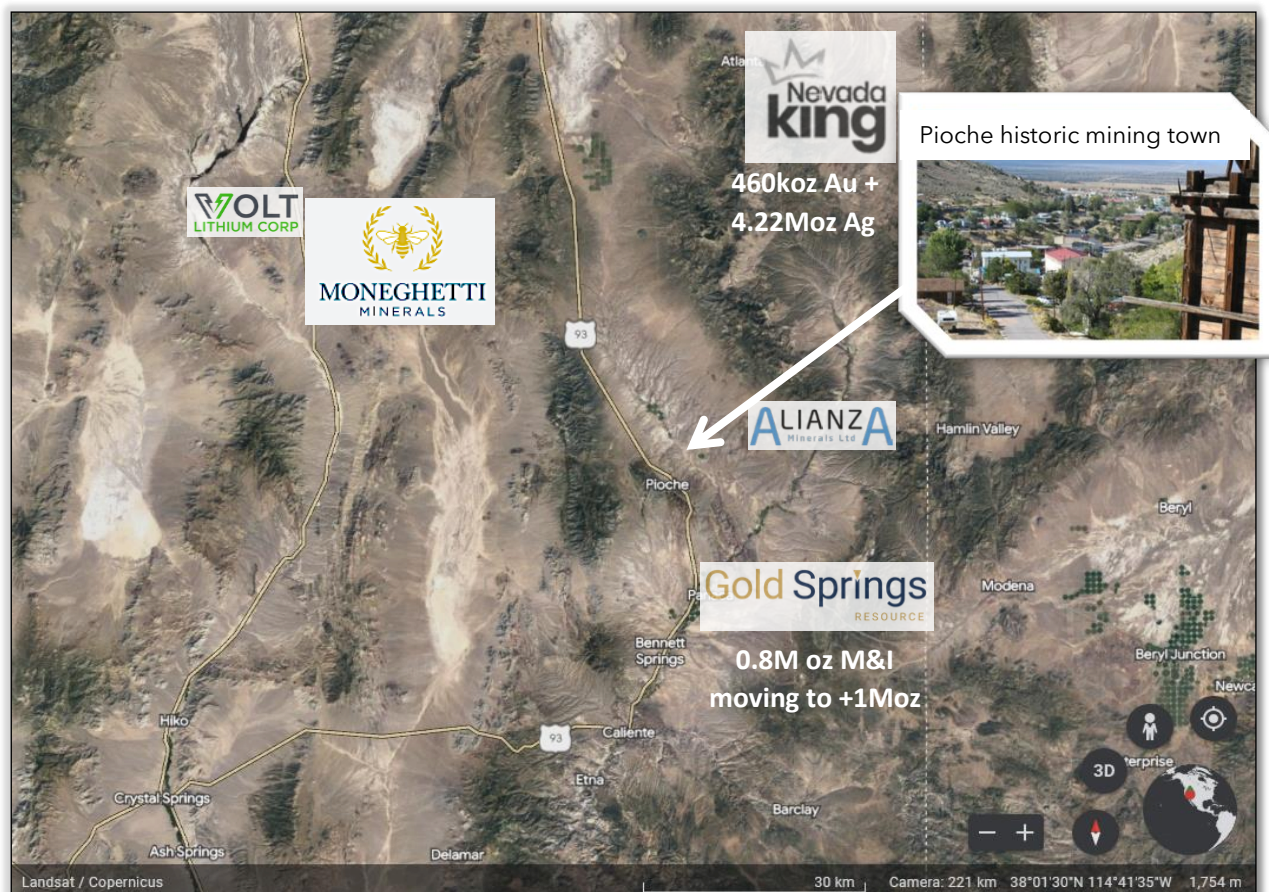 Atlan
Nevada
king
460koz Au +
4.22Moz Ag
Pioche historic mining town
VOLT
LITHIUM CORP
MONEGHETTI
MINERALS
93
ALIANZA
Minerals Ltd
Hamlin Valley
Pioche
Beryl
Gold Springs
RESOURCE
Modena
Bennett
Springs
0.8M oz M&I
moving to +1Moz
Beryl Junction
Newca
Hiko
93
Caliente
3D
terprise
Etna
Crystal Springs
Barclay
Ash Springs
Delamar
Landsat / Copernicus
30 km
Camera: 221 km 38°01'30"N 114°41'35"W 1,754 m